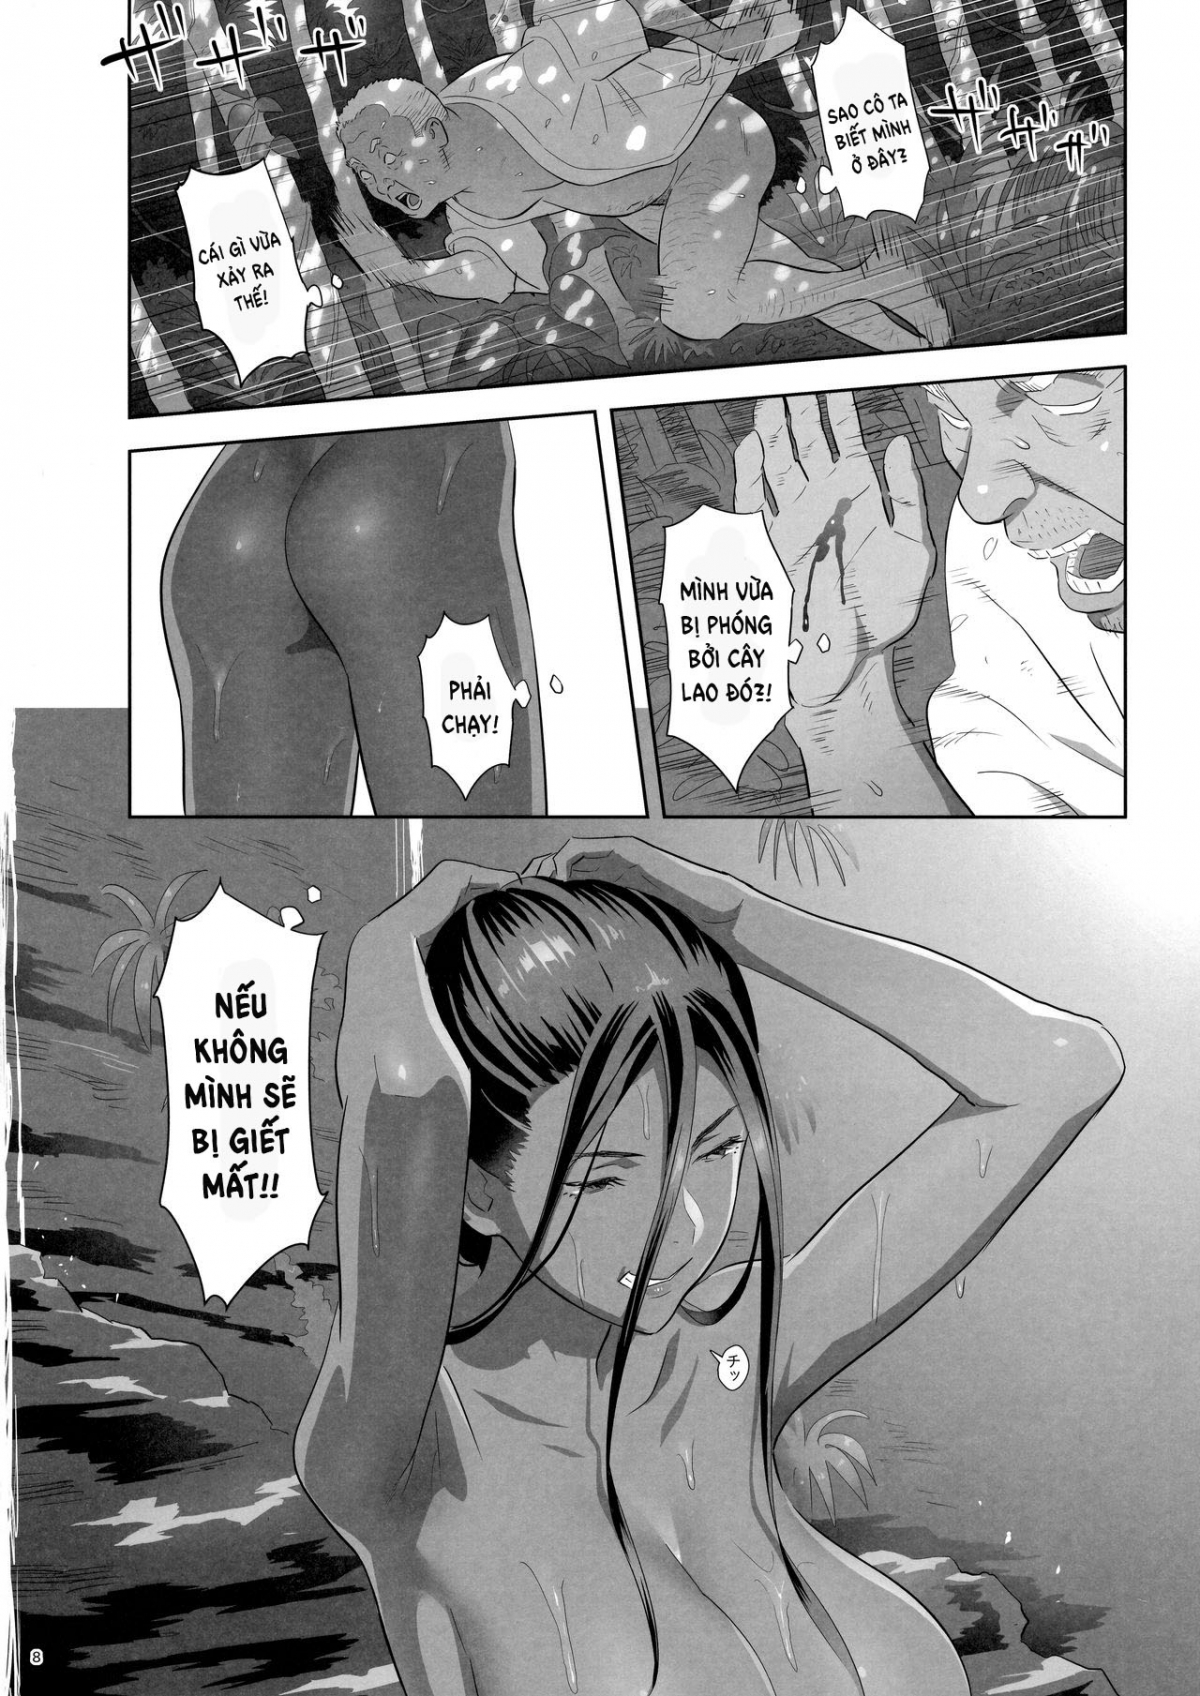 ザ ザ ザ
SAO CÔ TA
BIẾT MÌNH
Ở ĐÂY?
ザ ザ ザ
CÁI GÌ VỪA
XẢY RA
THẾ!
MÌNH VỪA
BỊ PHÓNG
BỞI CÂY
LAO ĐÓ?!
PHẢI
CHẠY!
NẾU
KHÔNG
MÌNH SẼ
BỊ GIẾT
MẤT!!
チッ
8